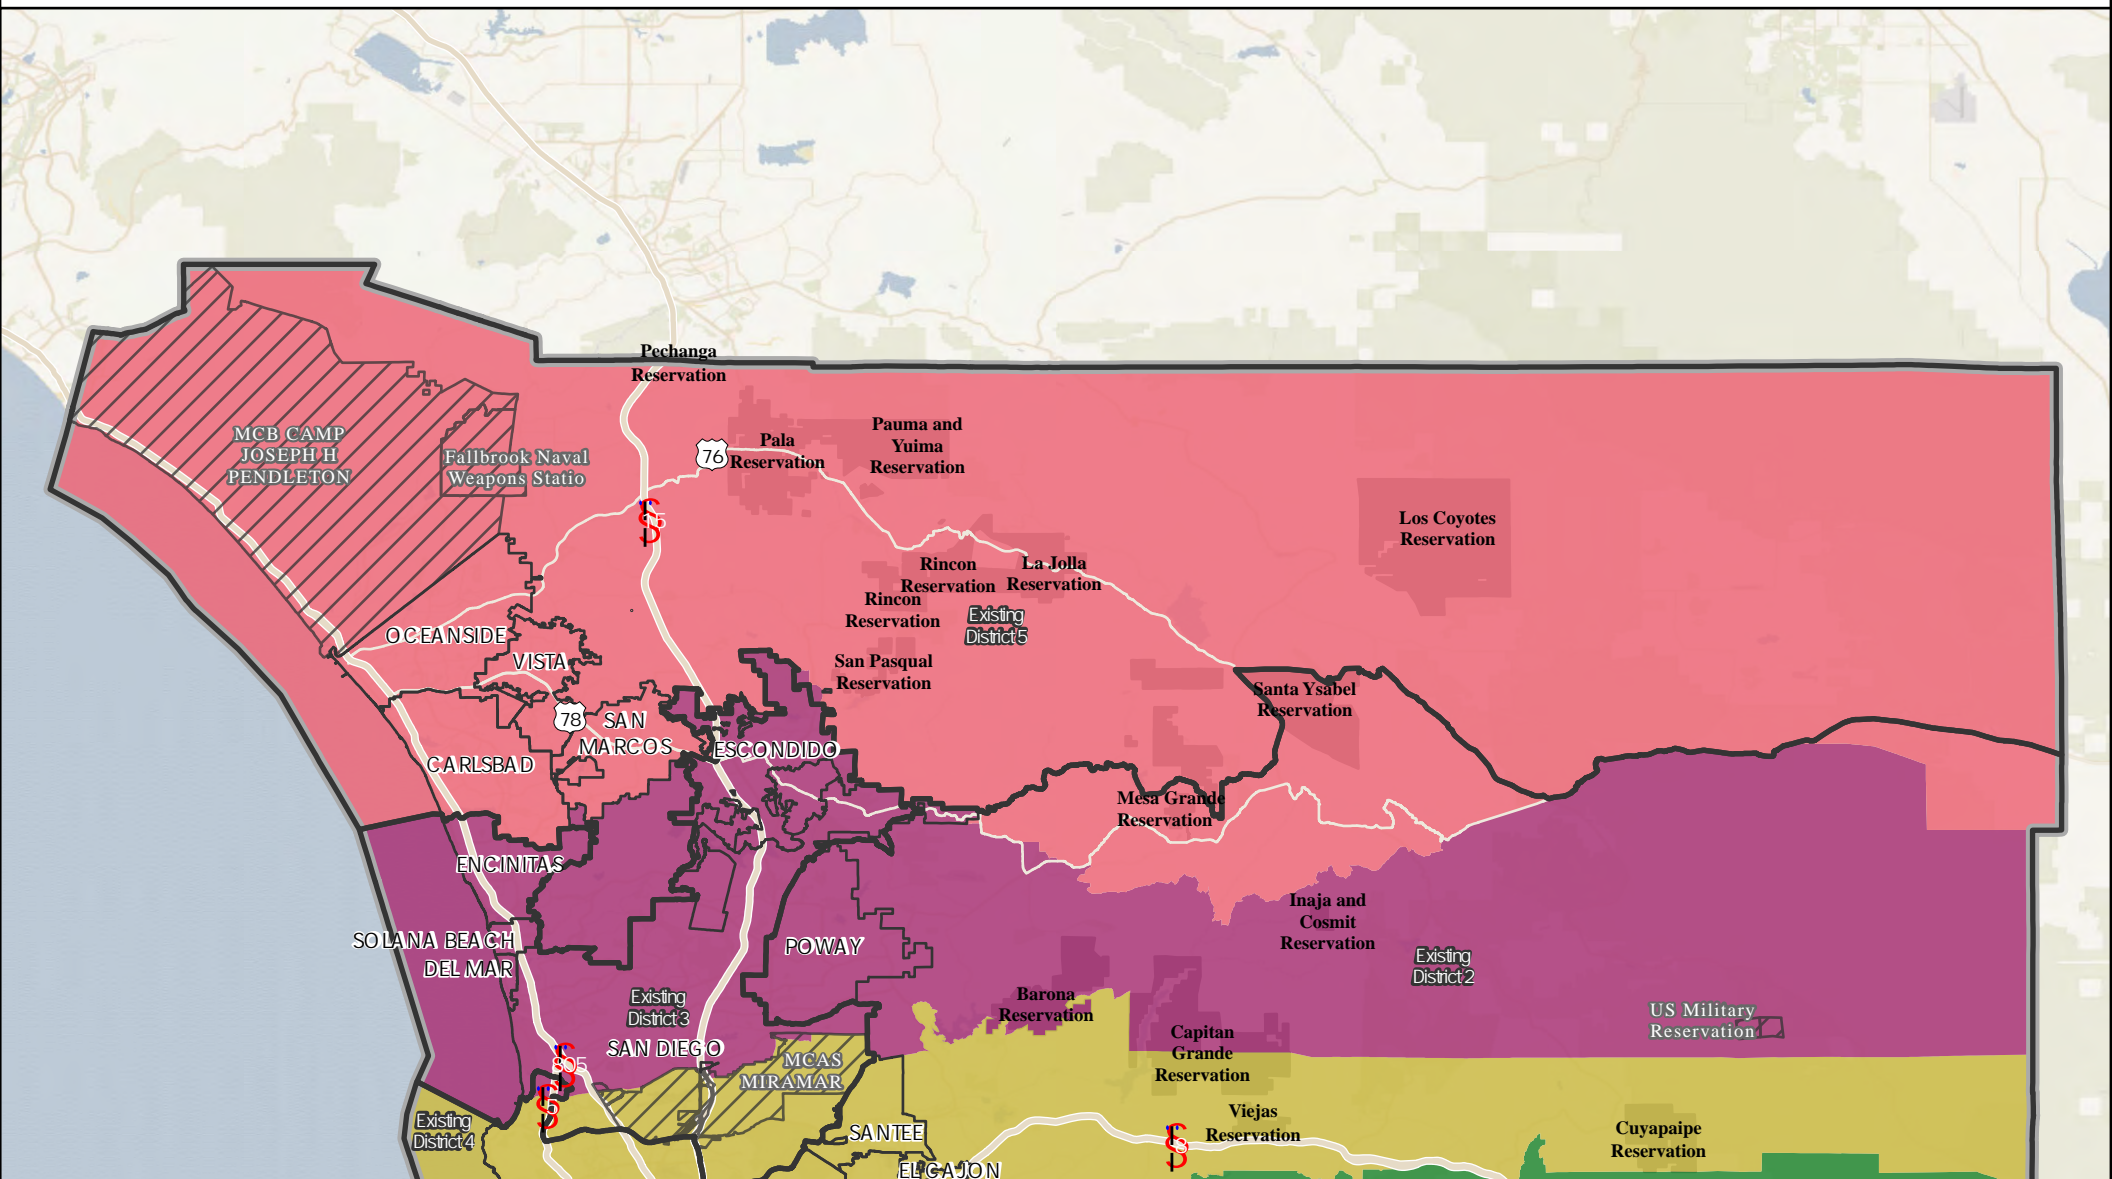 Pechanga
Reservation
MCB CAMP
JOSEPH H
PENDLETON
Fallbrook Naval
Weapons Statio
76
Pala
Reservation
Pauma and
Yuima
Reservation
Los Coyotes
Reservation
Rincon
Reservation
La Jolla
Reservation
Rincon
Reservation
Existing
District 5
OCEANSIDE
VISTA
San Pasqual
Reservation
Santa Ysabel
Reservation
78
SAN
MARCOS
ESCONDIDO
CARLSBAD
Mesa Grande
Reservation
ENCINITAS
Inaja and
Cosmit
Reservation
SOLANA BEACH
DEL MAR
POWAY
Existing
District 2
Existing
District 3
Barona
Reservation
US Military
Reservation
SAN DIEGO
Capitan
Grande
Reservation
MCAS
MIRAMAR
805
5
Existing
District 4
SANTEE
Viejas
Reservation
8
Cuyapaipe
Reservation
EL CAJON